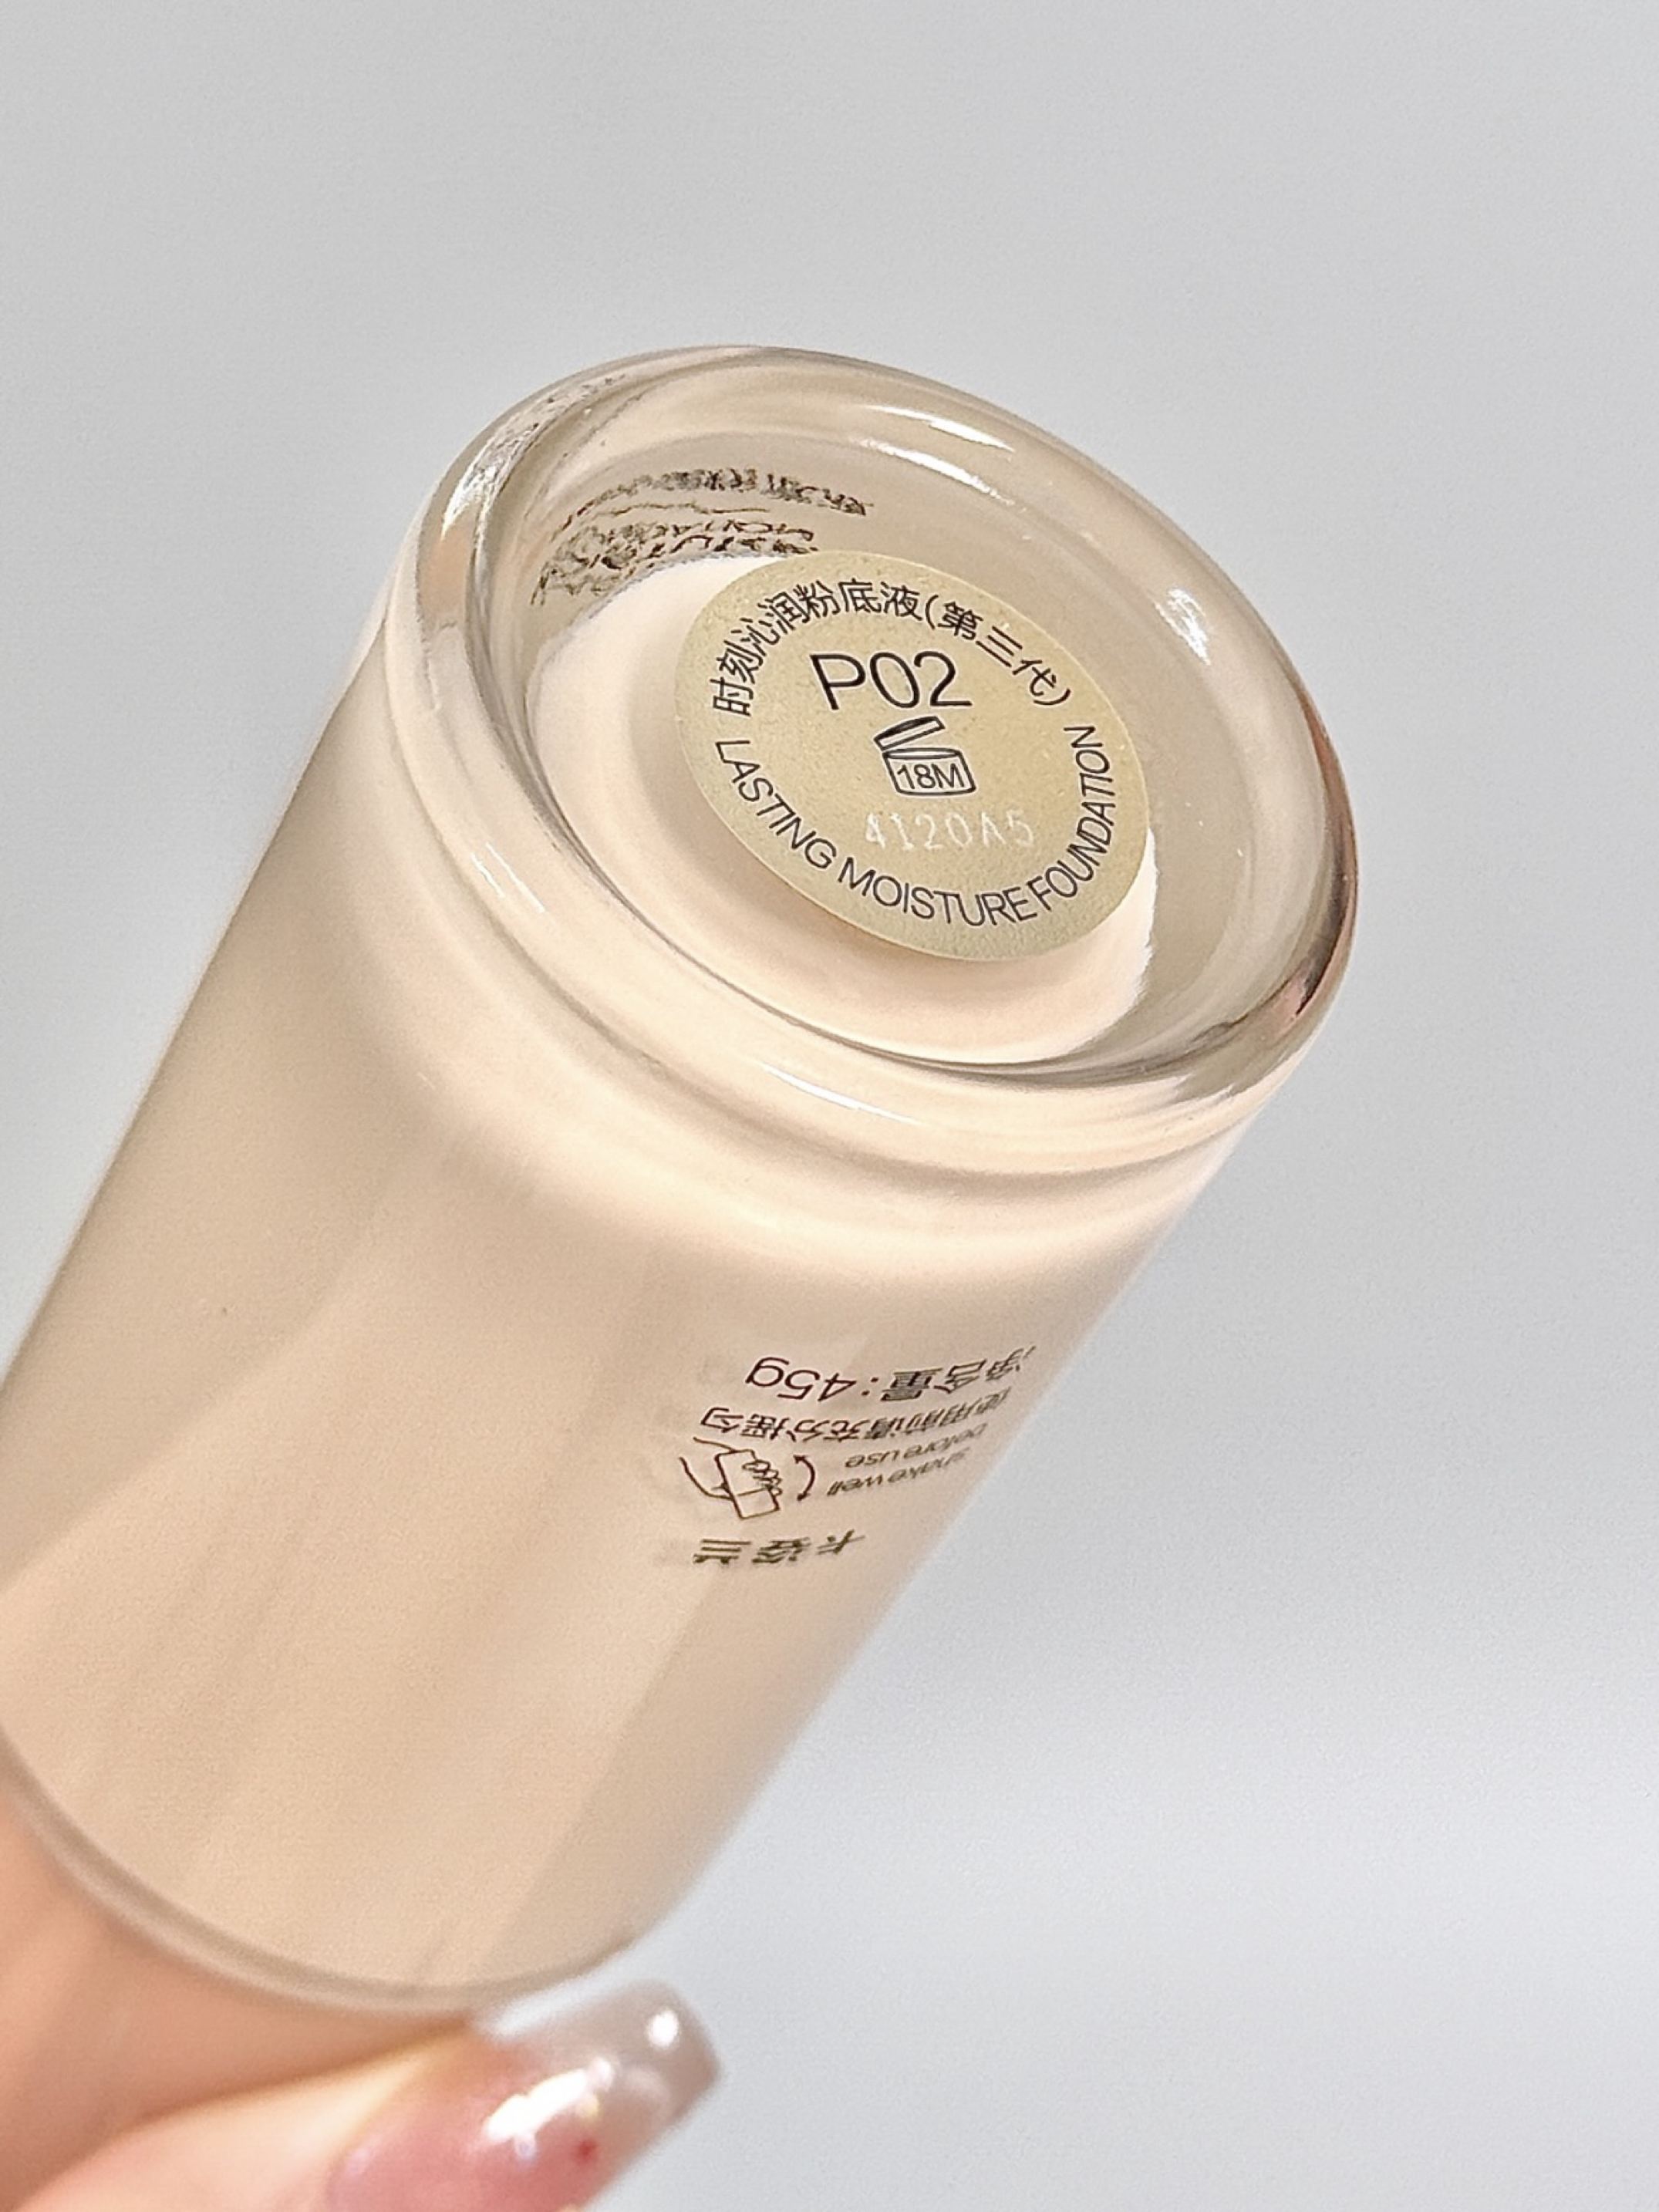 时刻沁润粉底液(第三代)
P02
18M
4120A5
LASTING MOISTURE FOUNDATION
卡姿兰
shake well
before use
使用前请充分摇匀
净含量:45g